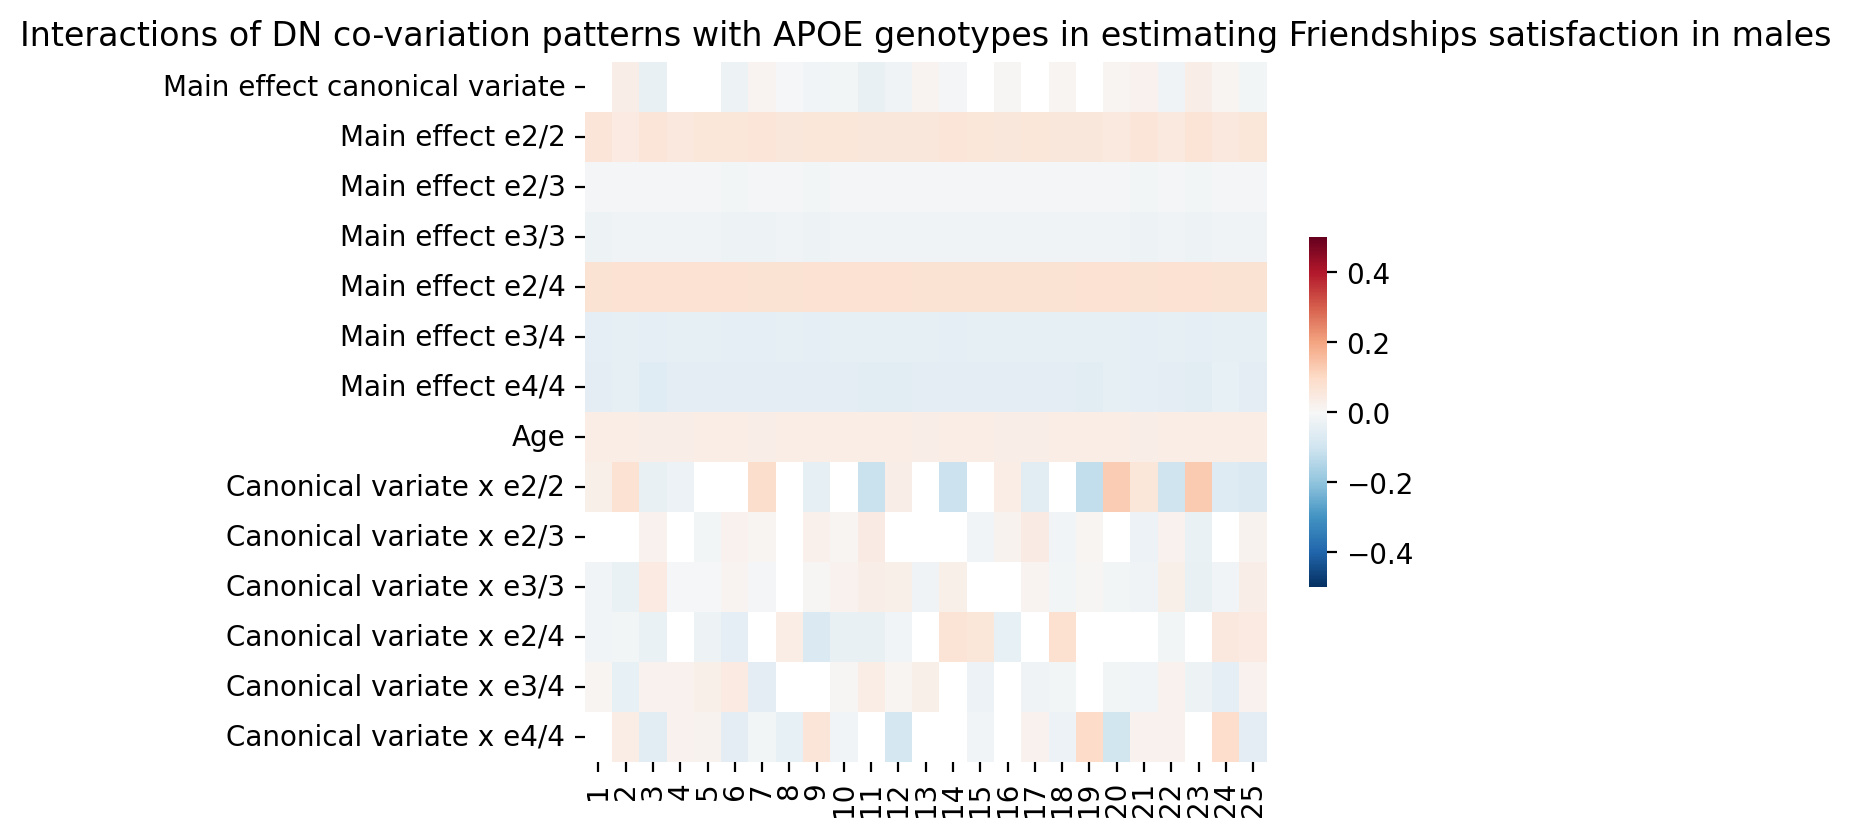 Interactions of DN co-variation patterns with APOE genotypes in estimating Friendships satisfaction in males
Main effect canonical variate
Main effect e2/2
Main effect e2/3
Main effect e3/3
Main effect e2/4
Main effect e3/4
Main effect e4/4
Age
Canonical variate x e2/2
Canonical variate x e2/3
Canonical variate x e3/3
Canonical variate x e2/4
Canonical variate x e3/4
Canonical variate x e4/4
1 2 3 4 5 6 7 8 9 10 11 12 13 14 15 16 17 18 19 20 21 22 23 24 25
0.4
0.2
0.0
−0.2
−0.4